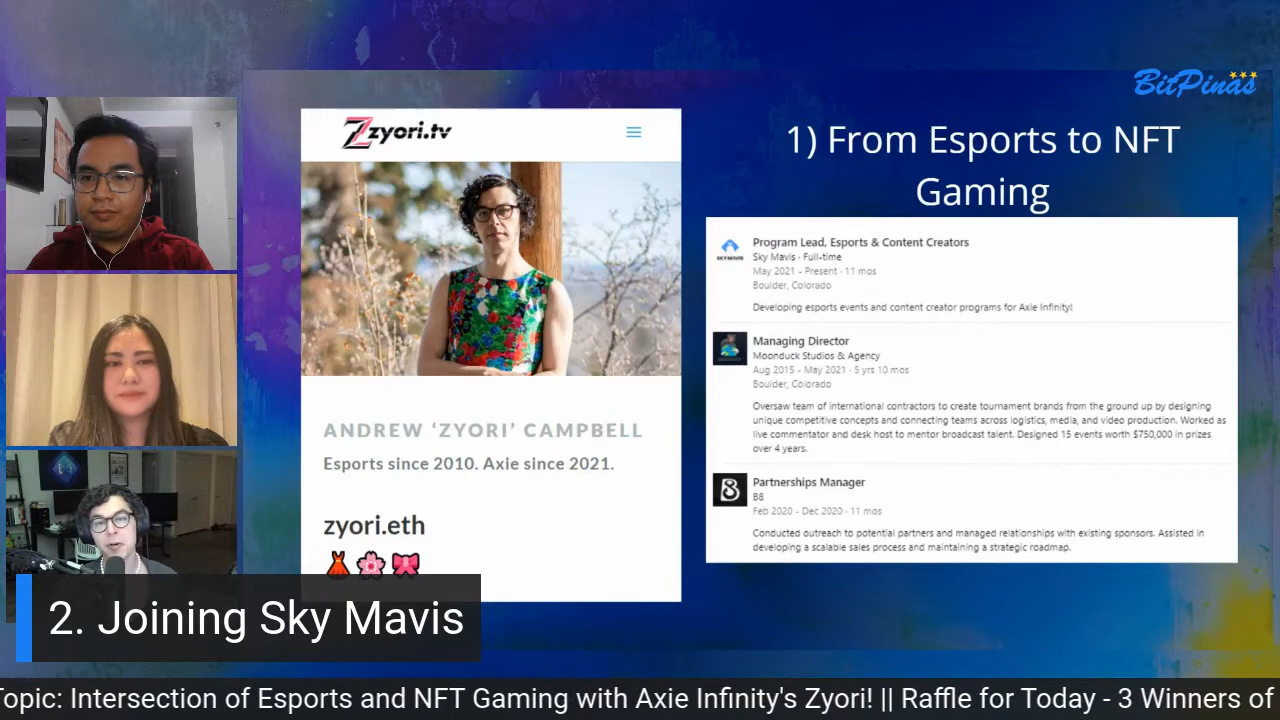 BitPinas
zyori.tv
1) From Esports to NFT
Gaming
Program Lead, Esports & Content Creators
SKY MAVIS
Sky Mavis · Full-time
May 2021 - Present · 11 mos
Boulder, Colorado
Developing esports events and content creator programs for Axie Infinity!
Managing Director
Moonduck Studios & Agency
Aug 2015 - May 2021 · 5 yrs 10 mos
Boulder, Colorado
Oversaw team of international contractors to create tournament brands from the ground up by designing
unique competitive concepts and connecting teams across logistics, media, and video production. Worked as
live commentator and desk host to mentor broadcast talent. Designed 15 events worth $750,000 in prizes
over 4 years.
Partnerships Manager
B8
Feb 2020 - Dec 2020 · 11 mos
Conducted outreach to potential partners and managed relationships with existing sponsors. Assisted in
developing a scalable sales process and maintaining a strategic roadmap.
ANDREW ‘ZYORI’ CAMPBELL
Esports since 2010. Axie since 2021.
zyori.eth
2. Joining Sky Mavis
Topic: Intersection of Esports and NFT Gaming with Axie Infinity's Zyori! || Raffle for Today - 3 Winners of